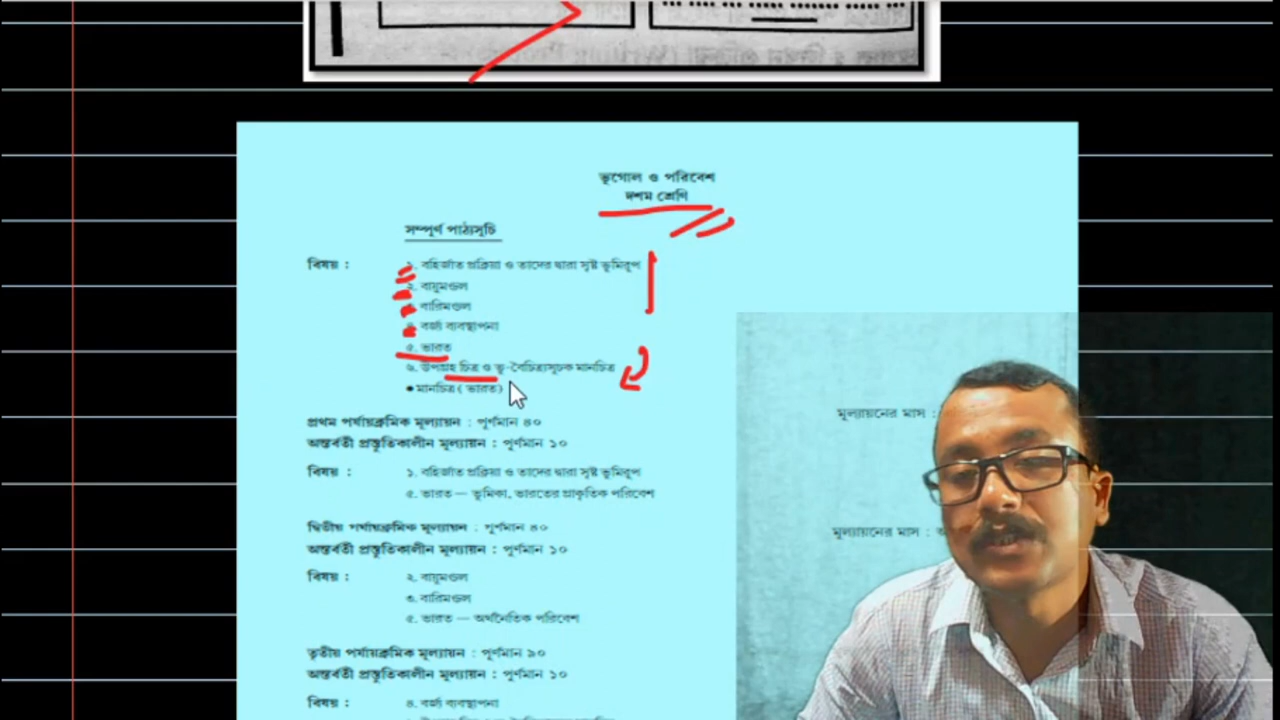 ভূগোল ও পরিবেশ
দশম শ্রেণি
সম্পূর্ণ পাঠ্যসূচি
বিষয় : ১. বহির্জাত প্রক্রিয়া ও তাদের দ্বারা সৃষ্ট ভূমিরূপ
২. বায়ুমণ্ডল
বারিমণ্ডল
৪. বর্জ্য ব্যবস্থাপনা
৫. ভারত
৬. উপগ্রহ চিত্র ও ভূ-বৈচিত্র্যসূচক মানচিত্র
● মানচিত্র ( ভারত)
প্রথম পর্যায়ক্রমিক মূল্যায়ন : পূর্ণমান ৪০
মূল্যায়নের মাস :
অন্তর্বর্তী প্রস্তুতিকালীন মূল্যায়ন : পূর্ণমান ১০
বিষয় : ১. বহির্জাত প্রক্রিয়া ও তাদের দ্বারা সৃষ্ট ভূমিরূপ
৫. ভারত— ভূমিকা, ভারতের প্রাকৃতিক পরিবেশ
দ্বিতীয় পর্যায়ক্রমিক মূল্যায়ন : পূর্ণমান ৪০
মূল্যায়নের মাস :
অন্তর্বর্তী প্রস্তুতিকালীন মূল্যায়ন : পূর্ণমান ১০
বিষয় : ২. বায়ুমণ্ডল
৩. বারিমণ্ডল
৫. ভারত — অর্থনৈতিক পরিবেশ
তৃতীয় পর্যায়ক্রমিক মূল্যায়ন : পূর্ণমান ৯০
অন্তর্বর্তী প্রস্তুতিকালীন মূল্যায়ন : পূর্ণমান ১০
বিষয় : ৪. বর্জ্য ব্যবস্থাপনা